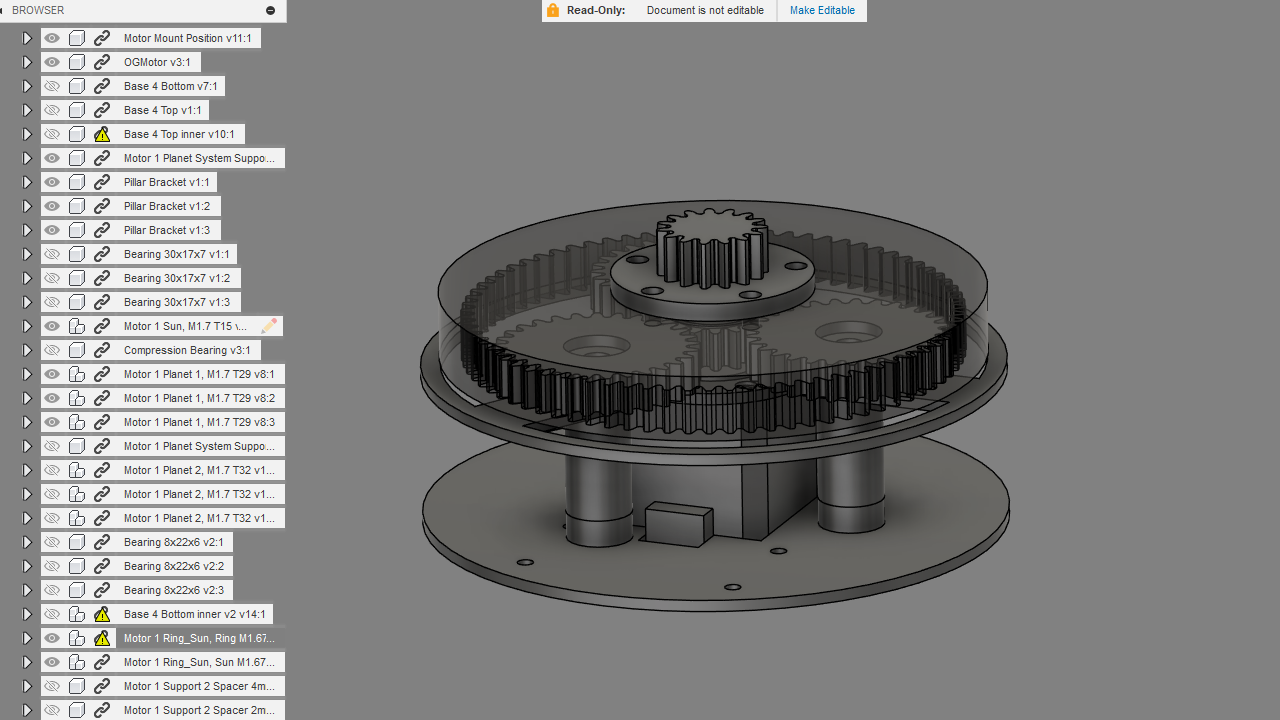 BROWSER
Read-Only: Document is not editable Make Editable
Motor Mount Position v11:1
OGMotor v3:1
Base 4 Bottom v7:1
Base 4 Top v1:1
Base 4 Top inner v10:1
Motor 1 Planet System Suppo...
Pillar Bracket v1:1
Pillar Bracket v1:2
Pillar Bracket v1:3
Bearing 30x17x7 v1:1
Bearing 30x17x7 v1:2
Bearing 30x17x7 v1:3
Motor 1 Sun, M1.7 T15 v...
Compression Bearing v3:1
Motor 1 Planet 1, M1.7 T29 v8:1
Motor 1 Planet 1, M1.7 T29 v8:2
Motor 1 Planet 1, M1.7 T29 v8:3
Motor 1 Planet System Suppo...
Motor 1 Planet 2, M1.7 T32 v1...
Motor 1 Planet 2, M1.7 T32 v1...
Motor 1 Planet 2, M1.7 T32 v1...
Bearing 8x22x6 v2:1
Bearing 8x22x6 v2:2
Bearing 8x22x6 v2:3
Base 4 Bottom inner v2 v14:1
Motor 1 Ring_Sun, Ring M1.67...
Motor 1 Ring_Sun, Sun M1.67...
Motor 1 Support 2 Spacer 4m...
Motor 1 Support 2 Spacer 2m...